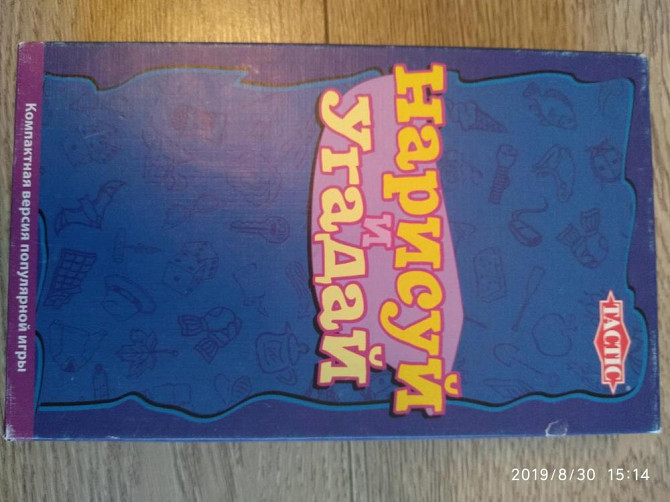 TACTIC
Нарисуй
и
угадай
Компактная версия популярной игры
2019/8/30 15:14